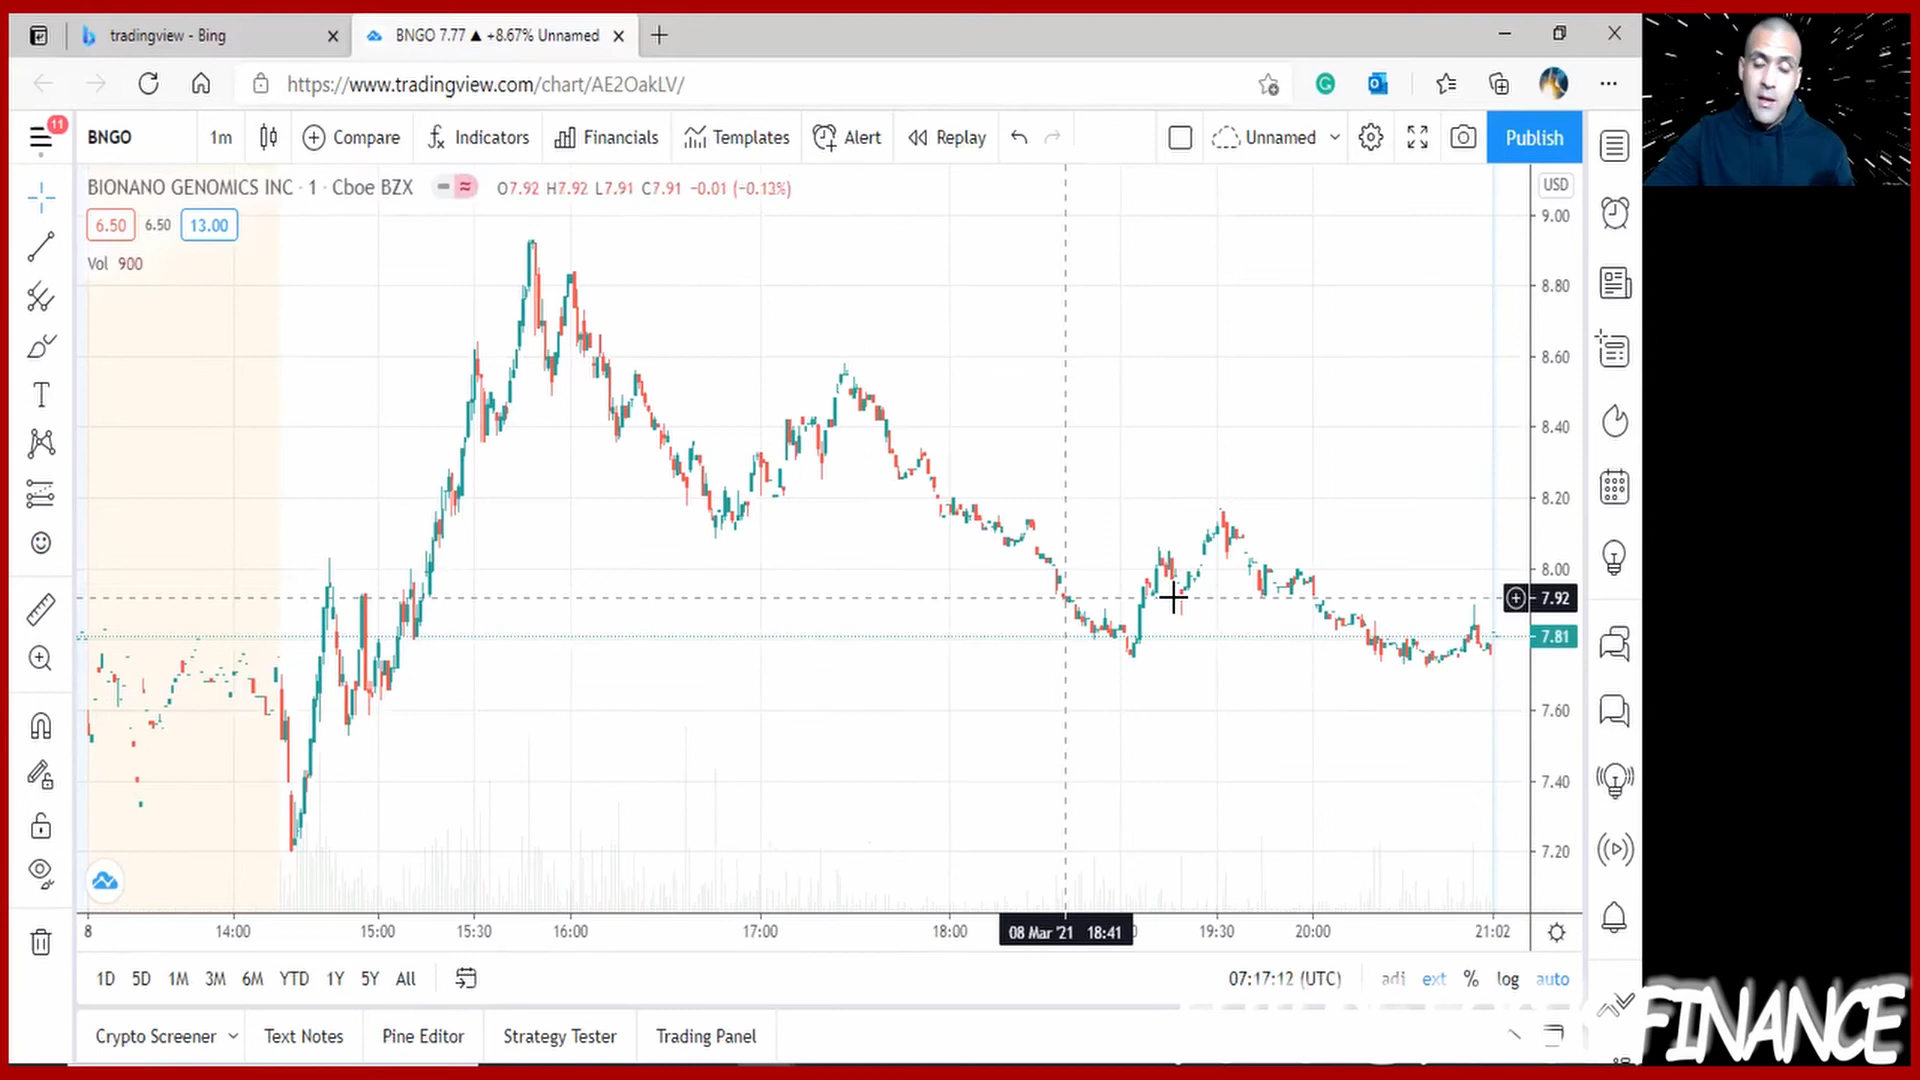 tradingview - Bing
BNGO 7.77 ▲ +8.67% Unnamed
https://www.tradingview.com/chart/AE2OakLV/
11
BNGO
1m
Compare
Indicators
Financials
Templates
Alert
Replay
Unnamed
Publish
BIONANO GENOMICS INC · 1 · Cboe BZX
O7.92 H7.92 L7.91 C7.91 −0.01 (−0.13%)
USD
6.50 6.50 13.00
Vol 900
9.00
8.80
8.60
8.40
8.20
8.00
7.92
7.81
7.60
7.40
7.20
8 14:00 15:00 15:30 16:00 17:00 18:00 08 Mar '21 18:41 19:30 20:00 21:02
1D 5D 1M 3M 6M YTD 1Y 5Y All
07:17:12 (UTC) adj ext % log auto
Crypto Screener Text Notes Pine Editor Strategy Tester Trading Panel
FINANCE